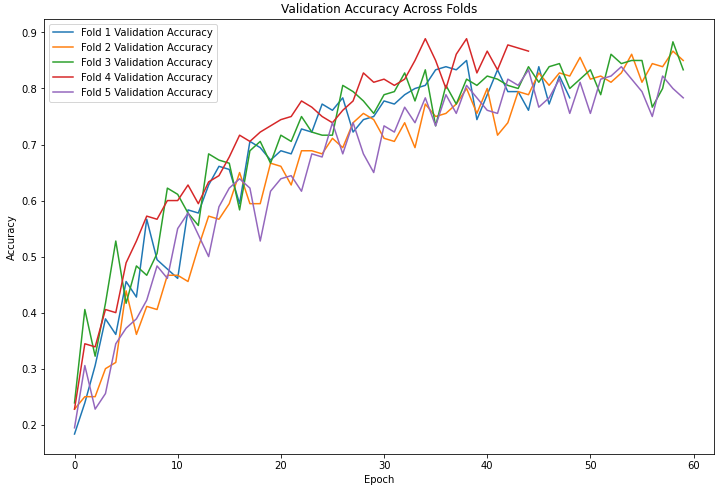 Validation Accuracy Across Folds
Fold 1 Validation Accuracy
Fold 2 Validation Accuracy
Fold 3 Validation Accuracy
Fold 4 Validation Accuracy
Fold 5 Validation Accuracy
0.9
0.8
0.7
0.6
0.5
0.4
0.3
0.2
Accuracy
0 10 20 30 40 50 60
Epoch